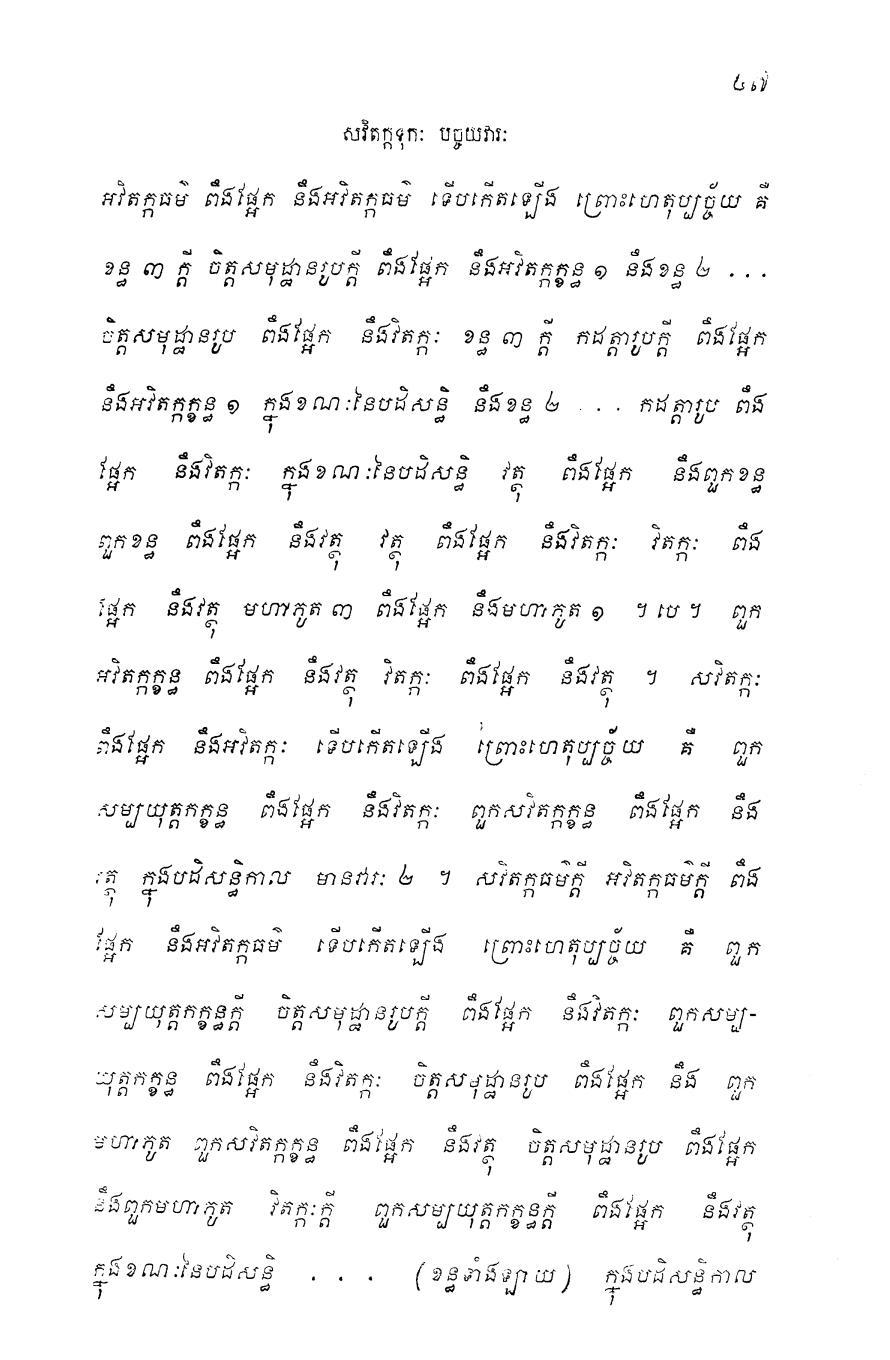 ៤៧
សវិតក្កទុកៈ បច្ចយវារៈ
អវិតក្កធម៌ ពឹងផ្អែក នឹងអវិតក្កធម៌ ទើបកើតឡើង ព្រោះហេតុប្បច្ច័យ គឺ
ខន្ធ ៣ ក្តី ចិត្តសមុដ្ឋានរូបក្តី ពឹងផ្អែក នឹងអវិតក្កក្ខន្ធ ១ នឹងខន្ធ ២ ...
ចិត្តសមុដ្ឋានរូប ពឹងផ្អែក នឹងវិតក្កៈ ខន្ធ ៣ ក្តី កដត្តារូបក្តី ពឹងផ្អែក
នឹងអវិតក្កក្ខន្ធ ១ ក្នុងខណៈនៃបដិសន្ធិ នឹងខន្ធ ២ ... កដត្តារូប ពឹង
ផ្អែក នឹងវិតក្កៈ ក្នុងខណៈនៃបដិសន្ធិ វត្ថុ ពឹងផ្អែក នឹងពួកខន្ធ
ពួកខន្ធ ពឹងផ្អែក នឹងវត្ថុ វត្ថុ ពឹងផ្អែក នឹងវិតក្កៈ វិតក្កៈ ពឹង
ផ្អែក នឹងវត្ថុ មហាភូត ៣ ពឹងផ្អែក នឹងមហាភូត ១ ។ បេ ។ ពួក
អវិតក្កក្ខន្ធ ពឹងផ្អែក នឹងវត្ថុ វិតក្កៈ ពឹងផ្អែក នឹងវត្ថុ ។ សវិតក្កៈ
ពឹងផ្អែក នឹងអវិតក្កៈ ទើបកើតឡើង ព្រោះហេតុប្បច្ច័យ គឺ ពួក
សម្បយុត្តកក្ខន្ធ ពឹងផ្អែក នឹងវិតក្កៈ ពួកសវិតក្កក្ខន្ធ ពឹងផ្អែក នឹង
វត្ថុ ក្នុងបដិសន្ធិកាល មានវារៈ ២ ។ សវិតក្កធម៌ក្តី អវិតក្កធម៌ក្តី ពឹង
ផ្អែក នឹងអវិតក្កធម៌ ទើបកើតឡើង ព្រោះហេតុប្បច្ច័យ គឺ ពួក
សម្បយុត្តកក្ខន្ធក្តី ចិត្តសមុដ្ឋានរូបក្តី ពឹងផ្អែក នឹងវិតក្កៈ ពួកសម្ប-
យុត្តកក្ខន្ធ ពឹងផ្អែក នឹងវិតក្កៈ ចិត្តសមុដ្ឋានរូប ពឹងផ្អែក នឹង ពួក
មហាភូត ពួកសវិតក្កក្ខន្ធ ពឹងផ្អែក នឹងវត្ថុ ចិត្តសមុដ្ឋានរូប ពឹងផ្អែក
នឹងពួកមហាភូត វិតក្កៈក្តី ពួកសម្បយុត្តកក្ខន្ធក្តី ពឹងផ្អែក នឹងវត្ថុ
ក្នុងខណៈនៃបដិសន្ធិ ... (ខន្ធទាំងឡាយ) ក្នុងបដិសន្ធិកាល